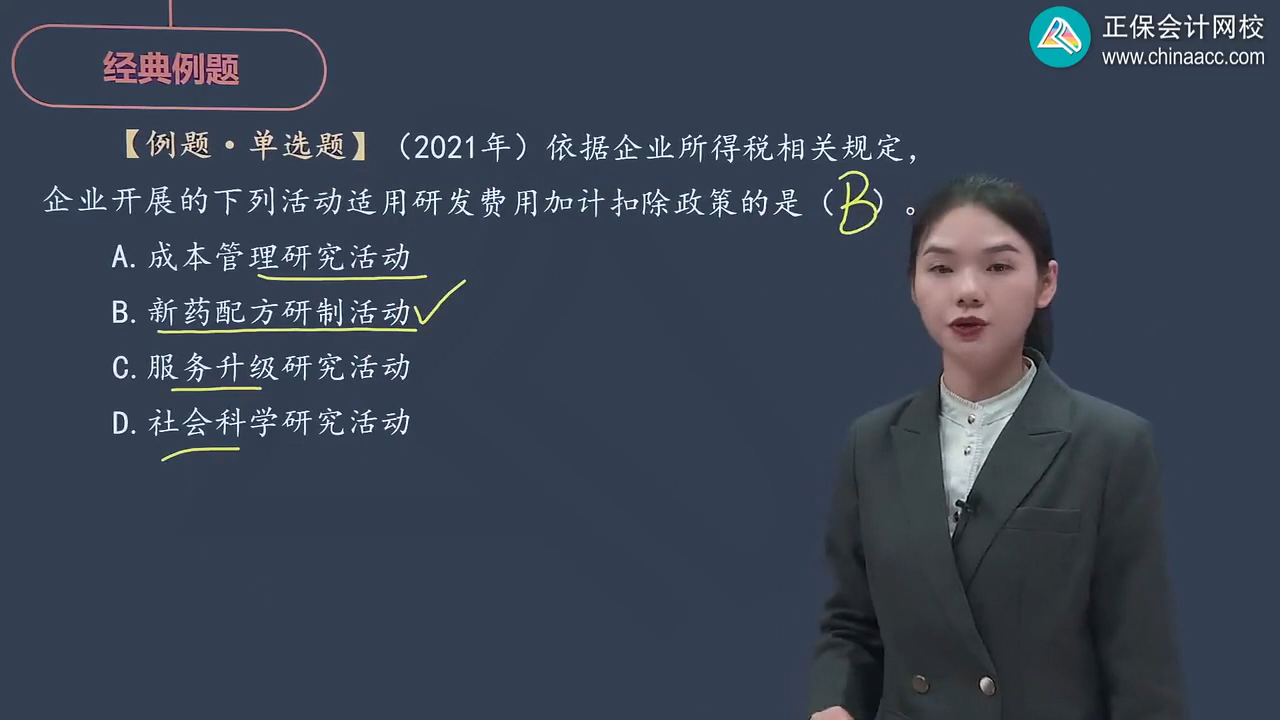 经典例题
正保会计网校
www.chinaacc.com
【例题·单选题】（2021年）依据企业所得税相关规定，
企业开展的下列活动适用研发费用加计扣除政策的是（B）。
A.成本管理研究活动
B.新药配方研制活动
C.服务升级研究活动
D.社会科学研究活动